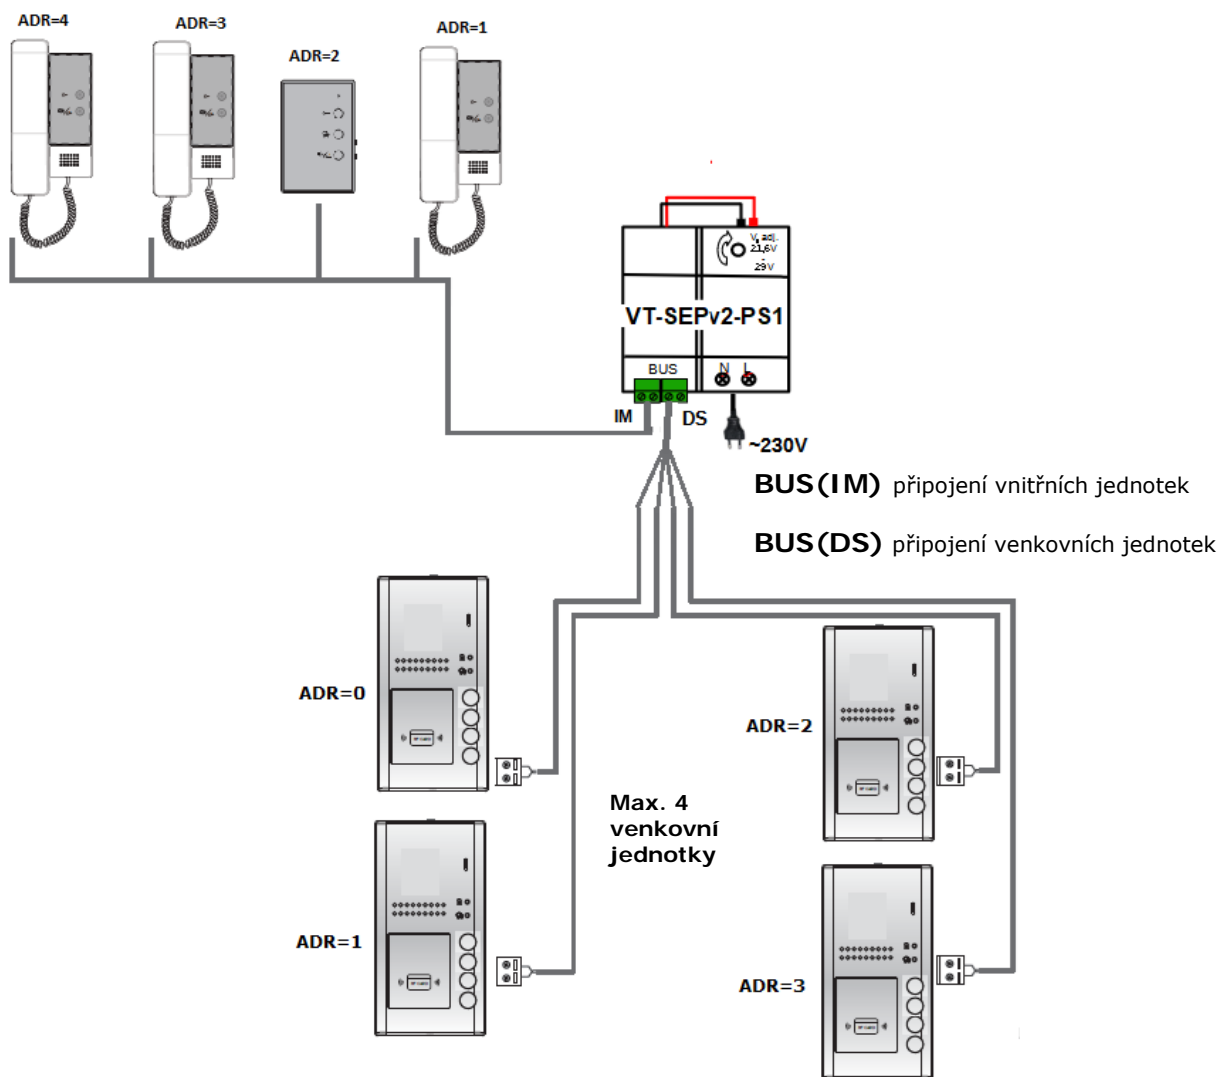 ADR=4
ADR=3
ADR=2
ADR=1
V. adj.
21,6V
-
29V
VT-SEPv2-PS1
BUS
N L
IM
DS
~230V
BUS(IM) připojení vnitřních jednotek
BUS(DS) připojení venkovních jednotek
ADR=0
ADR=2
Max. 4
venkovní
jednotky
ADR=1
ADR=3